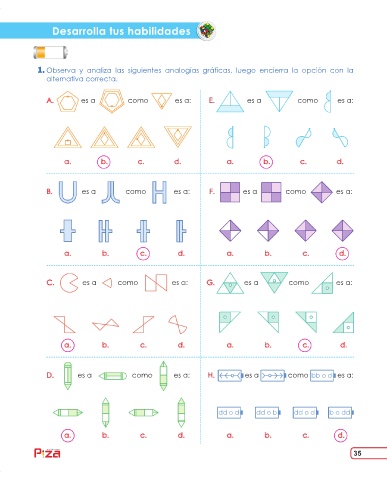 Desarrolla tus habilidades
1. Observa y analiza las siguientes analogías gráficas, luego encierra la opción con la
alternativa correcta.
A. es a como es a:
a. b. c. d.
E. es a como es a:
a. b. c. d.
B. es a como es a:
a. b. c. d.
F. es a como es a:
a. b. c. d.
C. es a como es a:
a. b. c. d.
G. es a como es a:
a. b. c. d.
D. es a como es a:
a. b. c. d.
H. es a como bb o d es a:
dd o d dd o b dd o a b o dd
a. b. c. d.
Pza
35